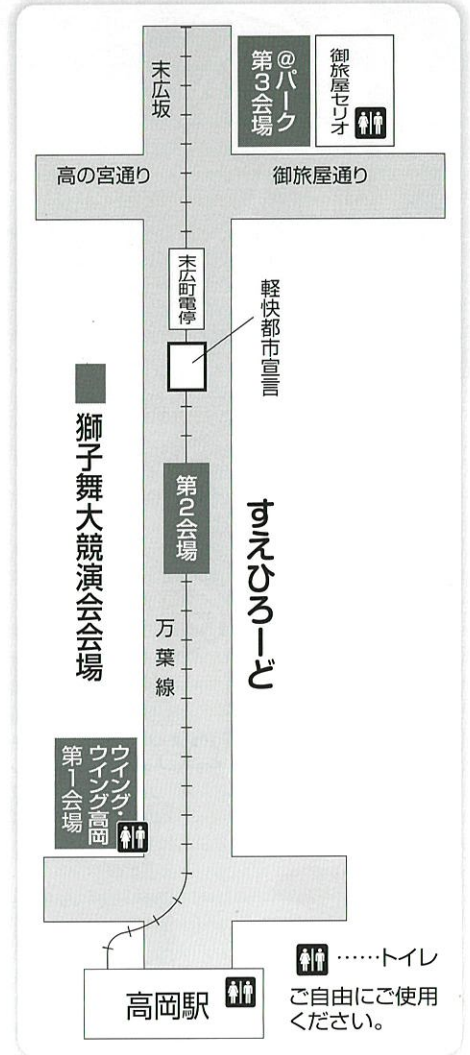 末広坂
@パーク
第3会場
御旅屋セリオ
高の宮通り
御旅屋通り
末広町電停
軽快都市宣言
獅子舞大競演会会場
第2会場
すえひろーど
万葉線
ウイング・
ウイング高岡
第1会場
高岡駅
……トイレ
ご自由にご使用
ください。